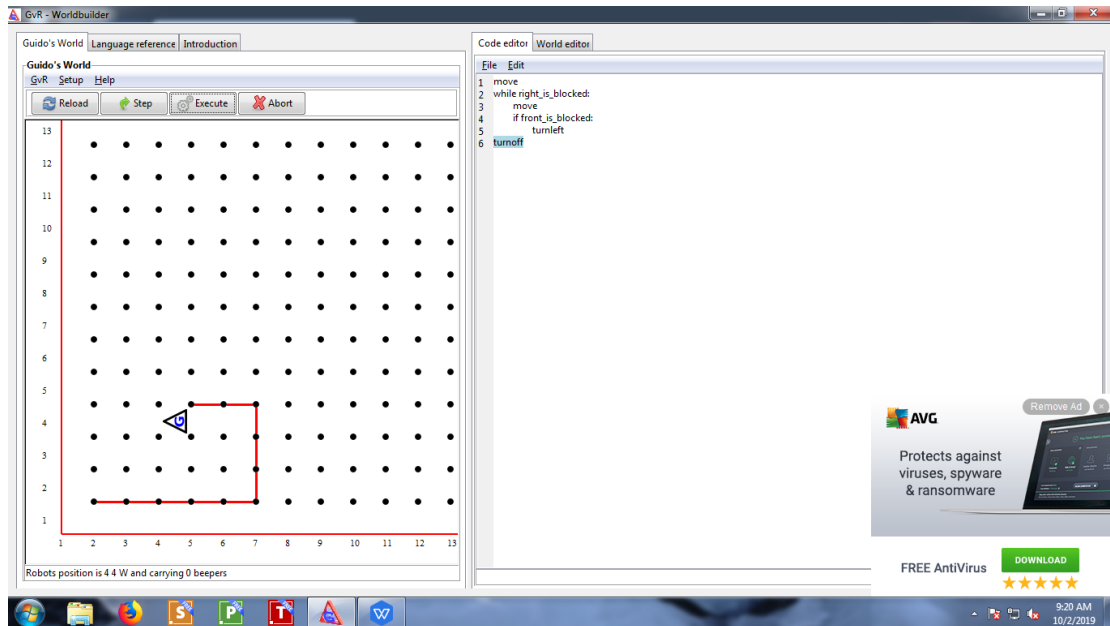 GvR - Worldbuilder
Guido's World Language reference Introduction
Guido's World
GvR Setup Help
Reload Step Execute Abort
13
12
11
10
9
8
7
6
5
4
3
2
1
G
1 2 3 4 5 6 7 8 9 10 11 12 13
Robots position is 4 4 W and carrying 0 beepers
Code editor World editor
File Edit
1 move
2 while right_is_blocked:
3 move
4 if front_is_blocked:
5 turnleft
6 turnoff
Remove Ad ×
AVG
Protects against
viruses, spyware
& ransomware
FREE AntiVirus
DOWNLOAD
S P T W
9:20 AM
10/2/2019